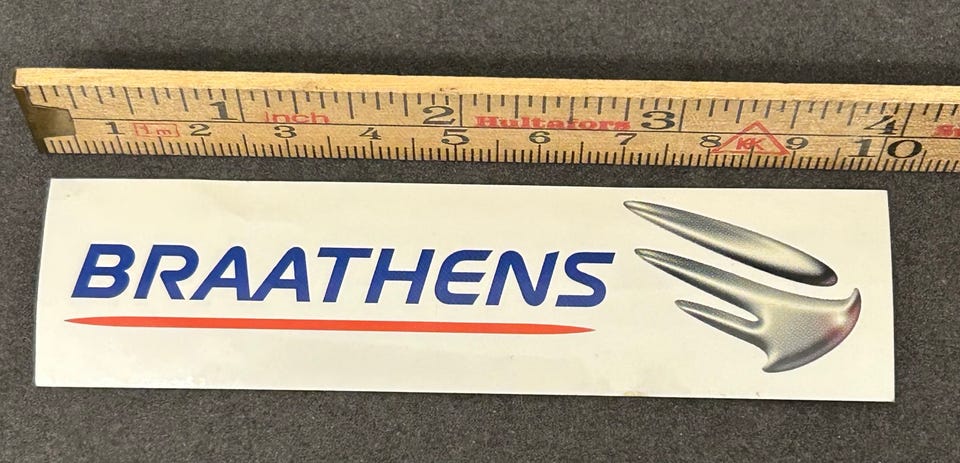 1 inch 2 Hultafors 3 4
1 1m 2 3 4 5 6 7 8 KK 9 10
BRAATHENS